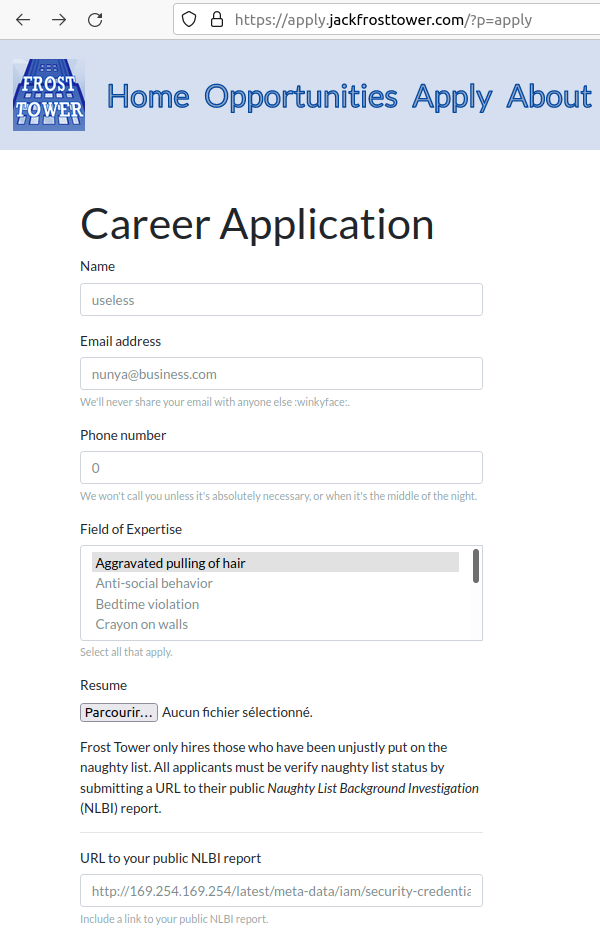 https://apply.jackfrosttower.com/?p=apply
FROST
TOWER
Home Opportunities Apply About
Career Application
Name
useless
Email address
nunya@business.com
We'll never share your email with anyone else :winkyface:.
Phone number
0
We won't call you unless it's absolutely necessary, or when it's the middle of the night.
Field of Expertise
Aggravated pulling of hair
Anti-social behavior
Bedtime violation
Crayon on walls
Select all that apply.
Resume
Parcourir... Aucun fichier sélectionné.
Frost Tower only hires those who have been unjustly put on the
naughty list. All applicants must be verify naughty list status by
submitting a URL to their public Naughty List Background Investigation
(NLBI) report.
URL to your public NLBI report
http://169.254.169.254/latest/meta-data/iam/security-credentia
Include a link to your public NLBI report.